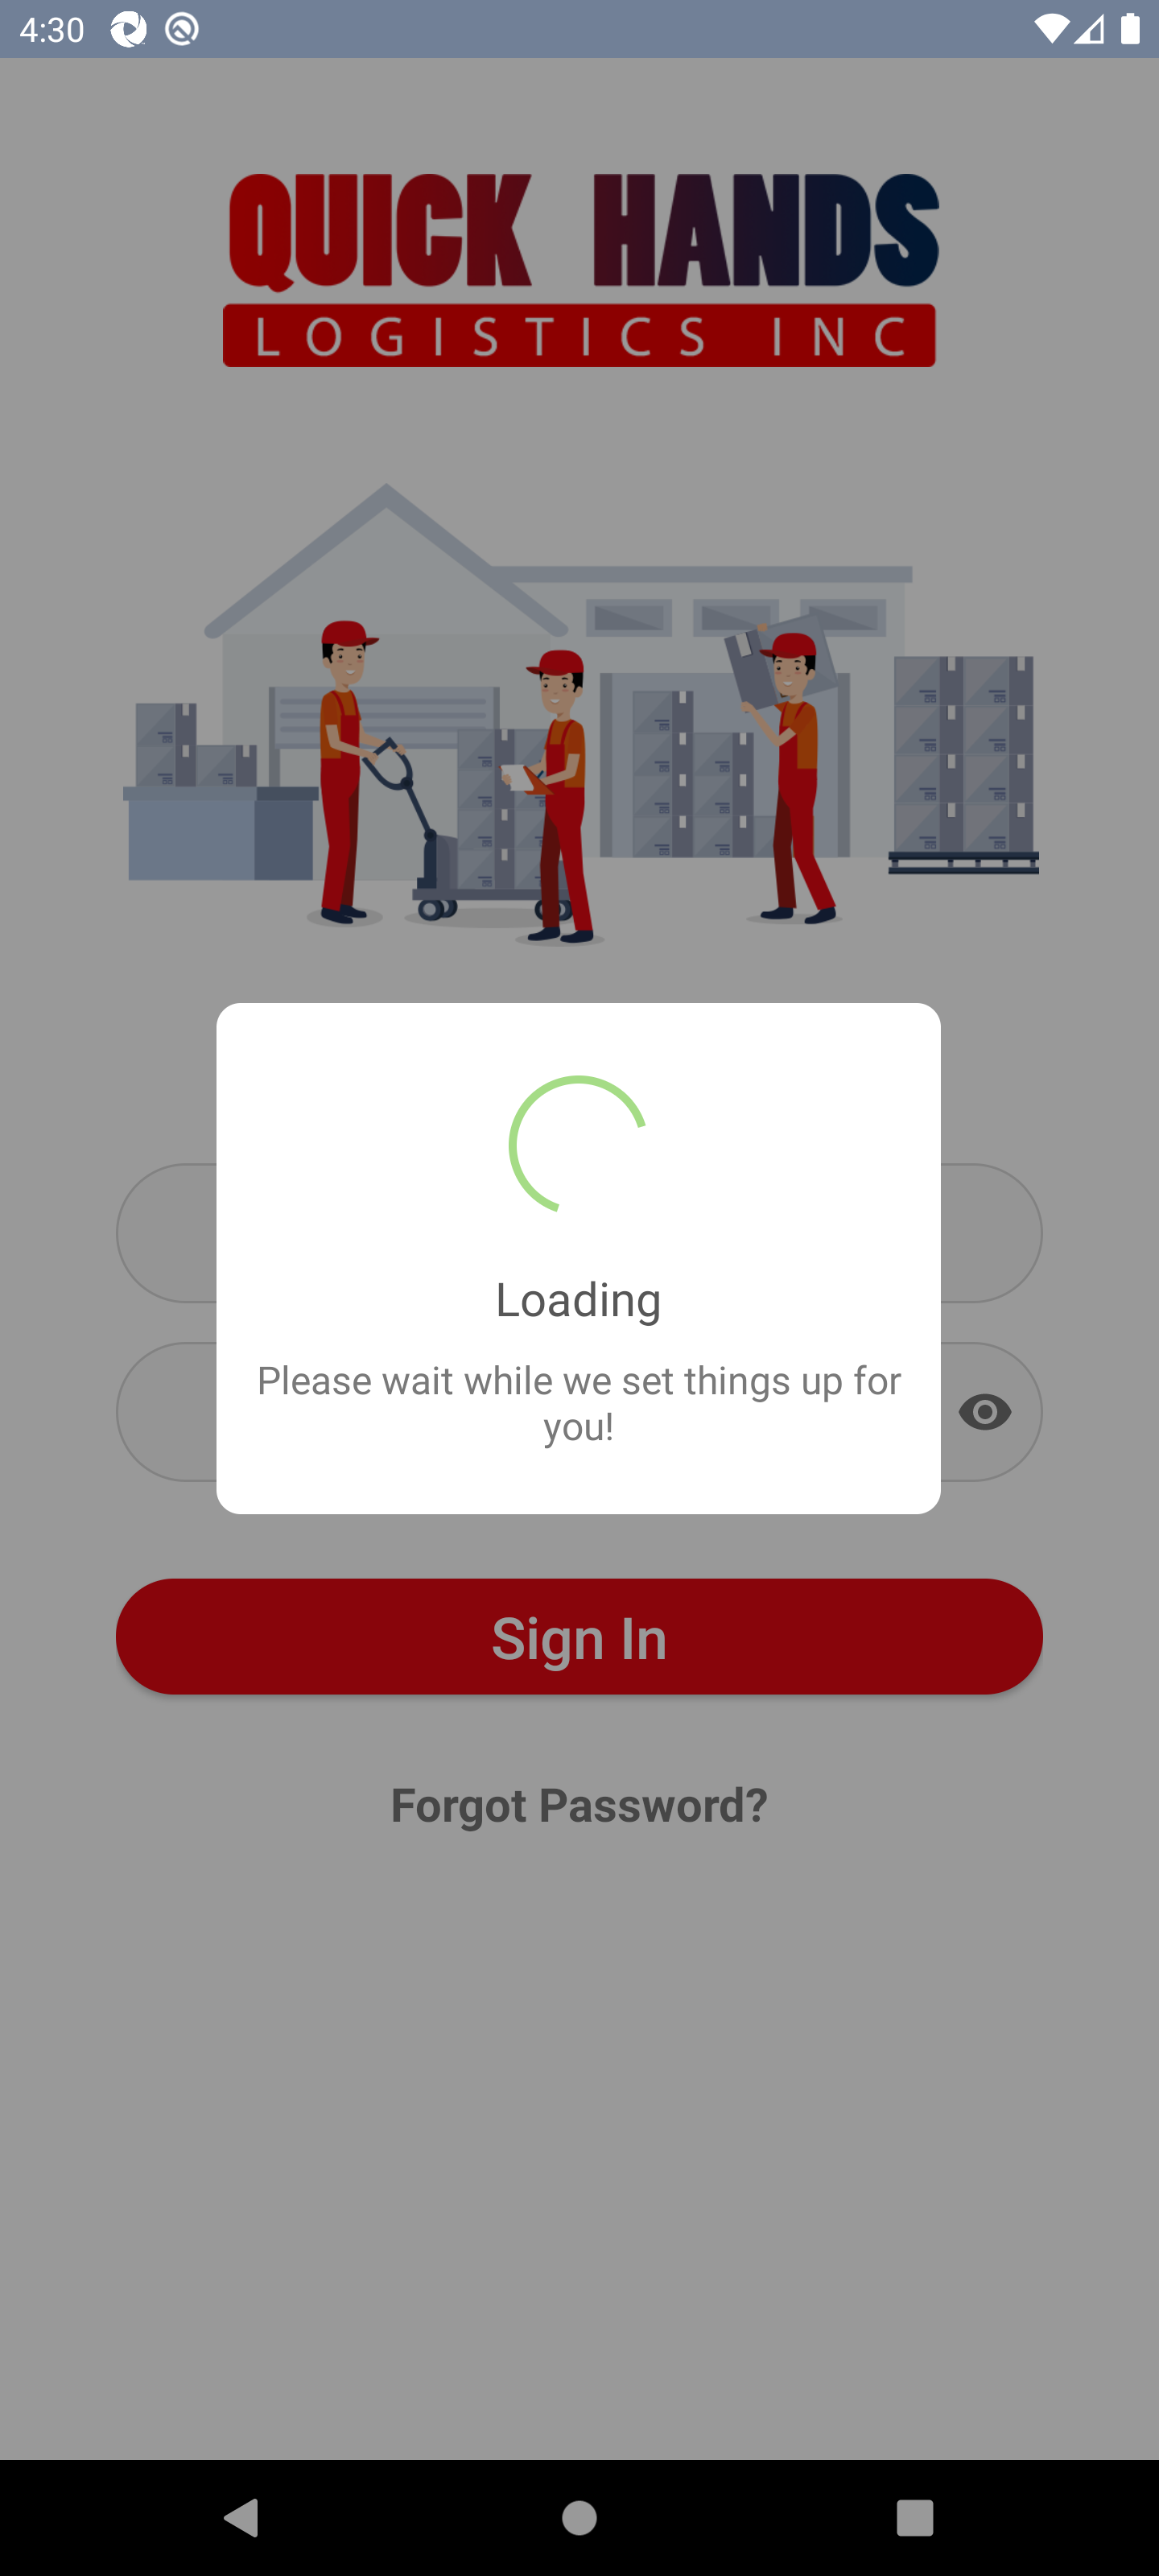 4:30
QUICK HANDS
LOGISTICS INC
Loading
Please wait while we set things up for
you!
Sign In
Forgot Password?